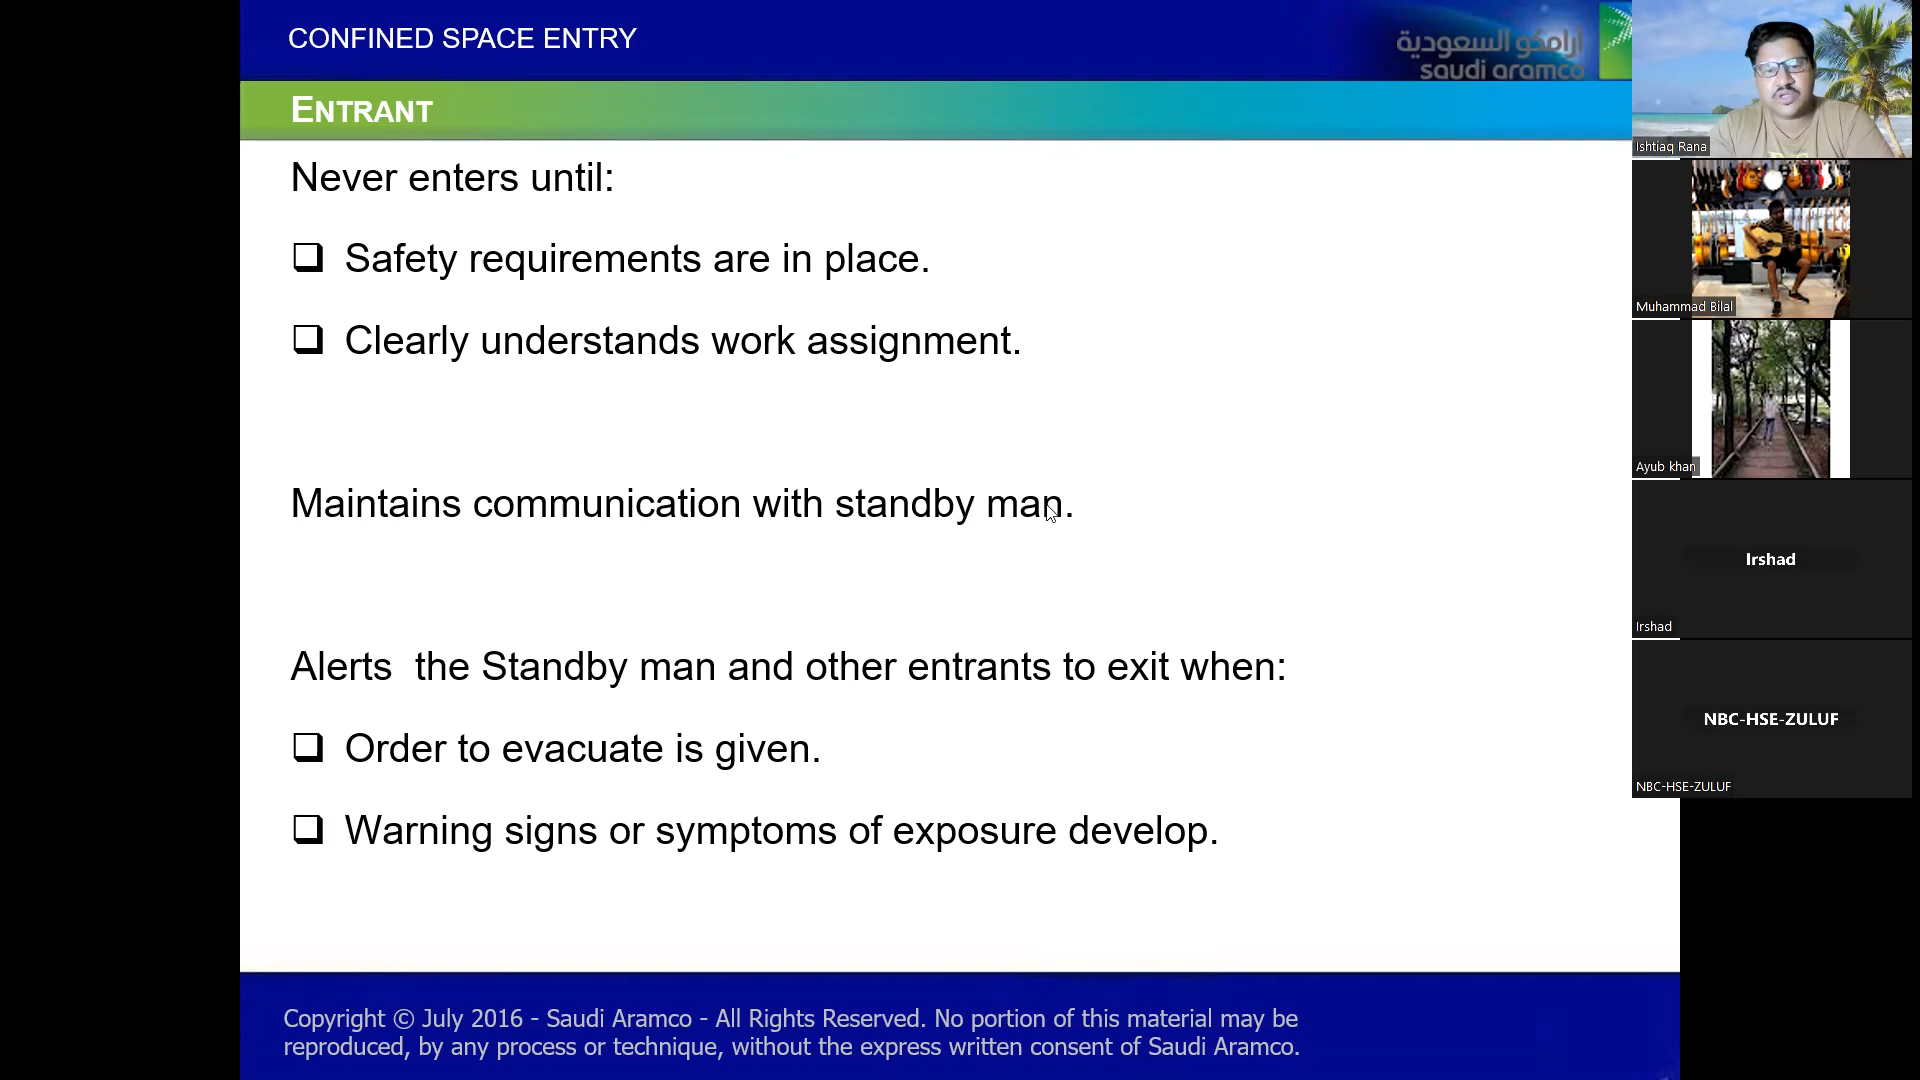 CONFINED SPACE ENTRY
أرامكو السعودية
saudi aramco
ENTRANT
Never enters until:
❑ Safety requirements are in place.
❑ Clearly understands work assignment.
Maintains communication with standby man.
Alerts the Standby man and other entrants to exit when:
❑ Order to evacuate is given.
❑ Warning signs or symptoms of exposure develop.
Copyright © July 2016 - Saudi Aramco - All Rights Reserved. No portion of this material may be
reproduced, by any process or technique, without the express written consent of Saudi Aramco.
Ishtiaq Rana
Muhammad Bilal
Ayub khan
Irshad
Irshad
NBC-HSE-ZULUF
NBC-HSE-ZULUF